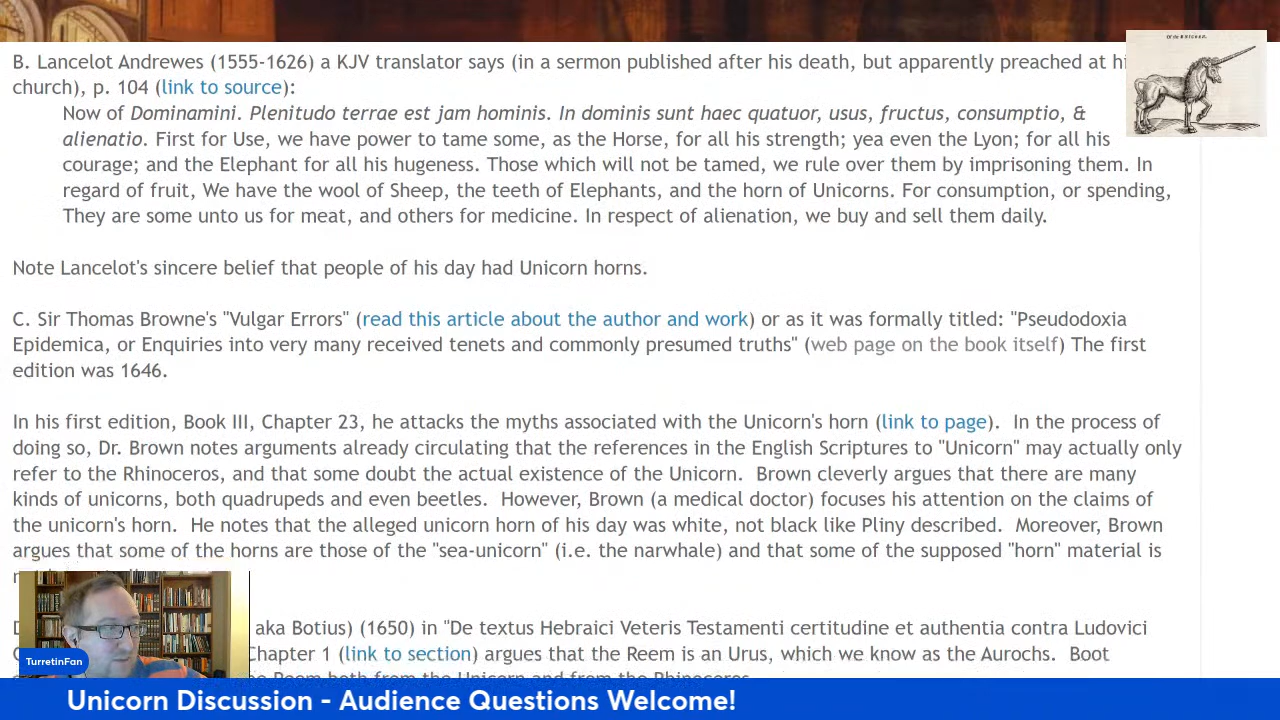 Of the UNICORN.
B. Lancelot Andrewes (1555-1626) a KJV translator says (in a sermon published after his death, but apparently preached at
church), p. 104 (link to source):
Now of Dominamini. Plenitudo terrae est jam hominis. In dominis sunt haec quatuor, usus, fructus, consumptio, &
alienatio. First for Use, we have power to tame some, as the Horse, for all his strength; yea even the Lyon; for all his
courage; and the Elephant for all his hugeness. Those which will not be tamed, we rule over them by imprisoning them. In
regard of fruit, We have the wool of Sheep, the teeth of Elephants, and the horn of Unicorns. For consumption, or spending,
They are some unto us for meat, and others for medicine. In respect of alienation, we buy and sell them daily.
Note Lancelot's sincere belief that people of his day had Unicorn horns.
C. Sir Thomas Browne's "Vulgar Errors" (read this article about the author and work) or as it was formally titled: "Pseudodoxia
Epidemica, or Enquiries into very many received tenets and commonly presumed truths" (web page on the book itself) The first
edition was 1646.
In his first edition, Book III, Chapter 23, he attacks the myths associated with the Unicorn's horn (link to page). In the process of
doing so, Dr. Brown notes arguments already circulating that the references in the English Scriptures to "Unicorn" may actually only
refer to the Rhinoceros, and that some doubt the actual existence of the Unicorn. Brown cleverly argues that there are many
kinds of unicorns, both quadrupeds and even beetles. However, Brown (a medical doctor) focuses his attention on the claims of
the unicorn's horn. He notes that the alleged unicorn horn of his day was white, not black like Pliny described. Moreover, Brown
argues that some of the horns are those of the "sea-unicorn" (i.e. the narwhale) and that some of the supposed "horn" material is
aka Botius) (1650) in "De textus Hebraici Veteris Testamenti certitudine et authentia contra Ludovici
Chapter 1 (link to section) argues that the Reem is an Urus, which we know as the Aurochs. Boot
Reem both from the Unicorn and from the Rhinoceros
TurretinFan
Unicorn Discussion - Audience Questions Welcome!